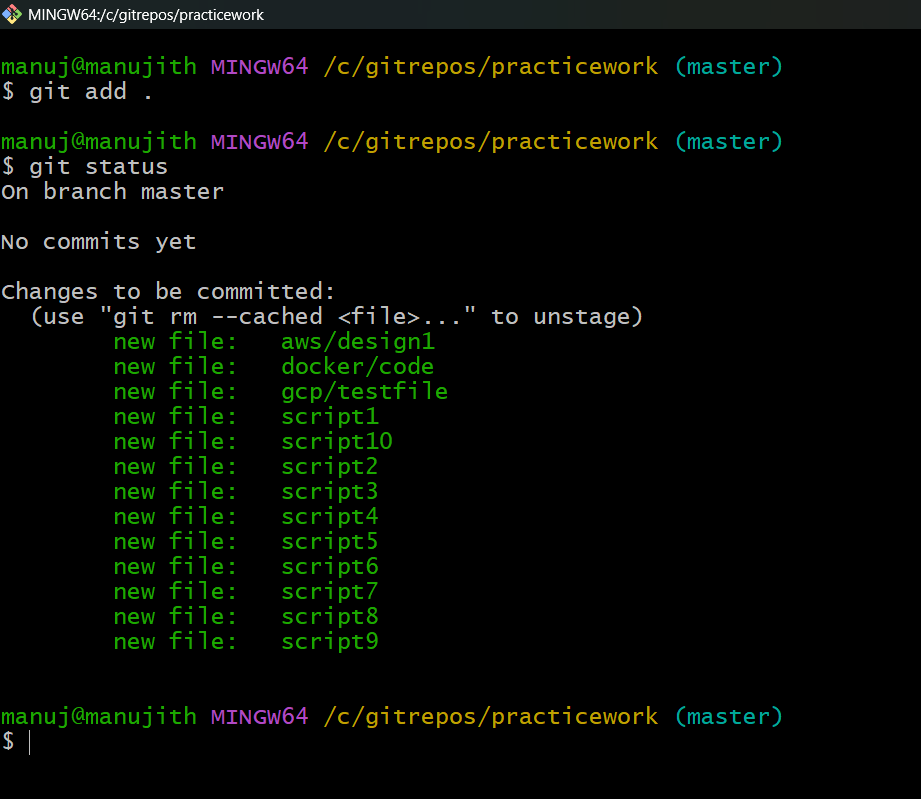 MINGW64:/c/gitrepos/practicework
manuj@manujith MINGW64 /c/gitrepos/practicework (master)
$ git add .
manuj@manujith MINGW64 /c/gitrepos/practicework (master)
$ git status
On branch master
No commits yet
Changes to be committed:
  (use "git rm --cached <file>..." to unstage)
        new file:   aws/design1
        new file:   docker/code
        new file:   gcp/testfile
        new file:   script1
        new file:   script10
        new file:   script2
        new file:   script3
        new file:   script4
        new file:   script5
        new file:   script6
        new file:   script7
        new file:   script8
        new file:   script9
manuj@manujith MINGW64 /c/gitrepos/practicework (master)
$